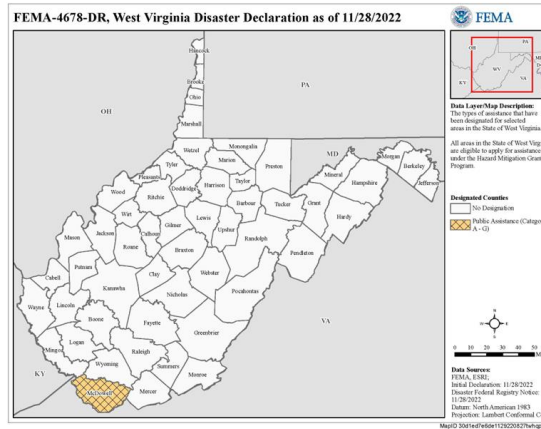 FEMA-4678-DR, West Virginia Disaster Declaration as of 11/28/2022
FEMA
Hancock
Brooke
Ohio
Marshall
PA
OH
MD
VA
KY
Wetzel
Monongalia
Marion
Preston
Tyler
Pleasants
Doddridge
Harrison
Taylor
Mineral
Morgan
Berkeley
Jefferson
Hampshire
Wood
Ritchie
Barbour
Tucker
Grant
Hardy
Wirt
Lewis
Mason
Jackson
Calhoun
Gilmer
Upshur
Randolph
Roane
Braxton
Pendleton
Putnam
Clay
Webster
Cabell
Kanawha
Nicholas
Pocahontas
Wayne
Lincoln
Boone
Fayette
Greenbrier
Logan
Raleigh
Mingo
Wyoming
Summers
Monroe
McDowell
Mercer
OH
PA
WV
KY
VA
Data Layer/Map Description:
The types of assistance that have
been designated for selected
areas in the State of West Virginia
All areas in the State of West Virg
are eligible to apply for assistance
under the Hazard Mitigation Gran
Program.
Designated Counties
No Designation
Public Assistance (Catego
A - G)
0 10 20 30 40 50
M
Data Sources:
FEMA, ESRI;
Initial Declaration: 11/28/2022
Disaster Federal Registry Notice:
11/28/2022
Datum: North American 1983
Projection: Lambert Conformal C